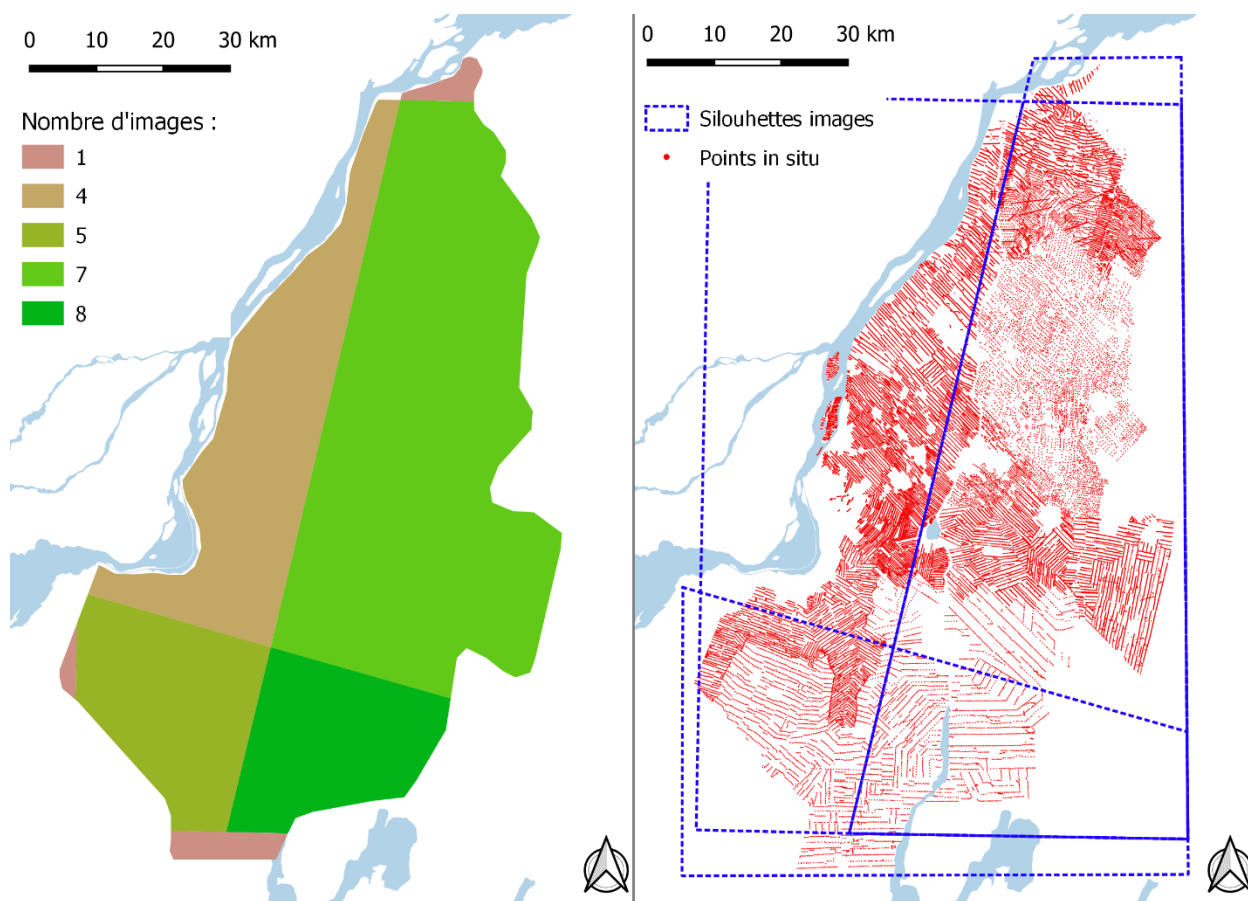 0 10 20 30 km
Nombre d'images :
1
4
5
7
8
0 10 20 30 km
Silouhettes images
Points in situ